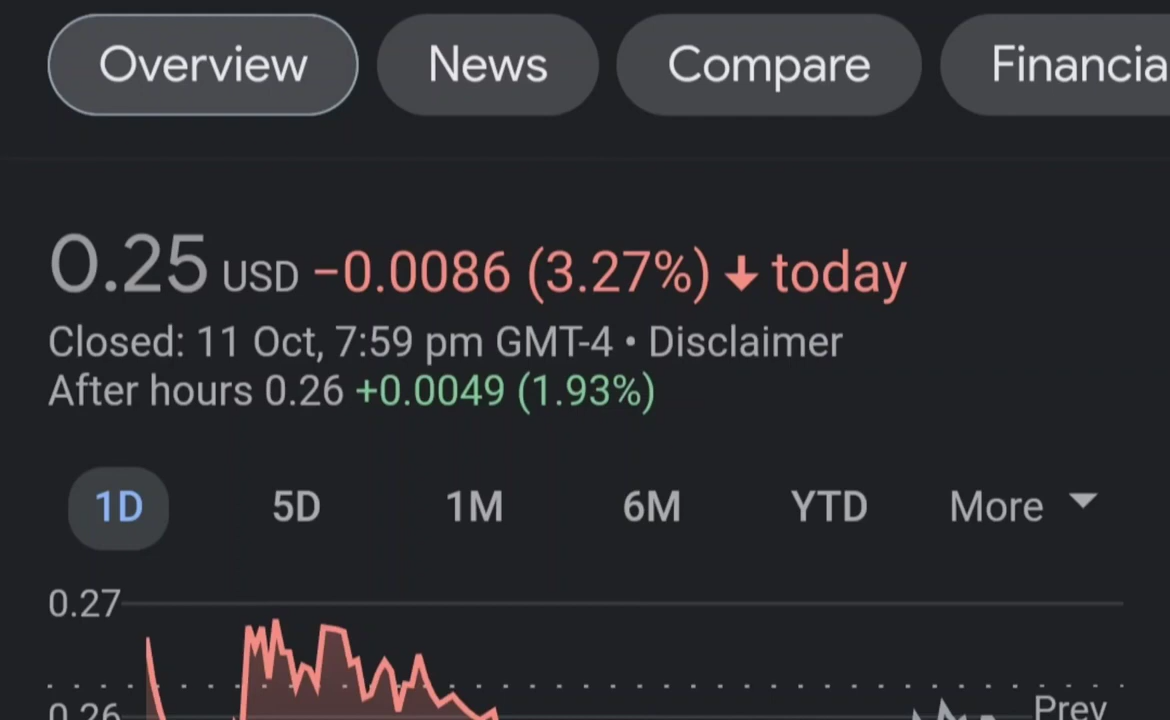 Overview News Compare Financia
0.25 USD −0.0086 (3.27%) ↓ today
Closed: 11 Oct, 7:59 pm GMT-4 • Disclaimer
After hours 0.26 +0.0049 (1.93%)
1D 5D 1M 6M YTD More
0.27
0.26
Prev